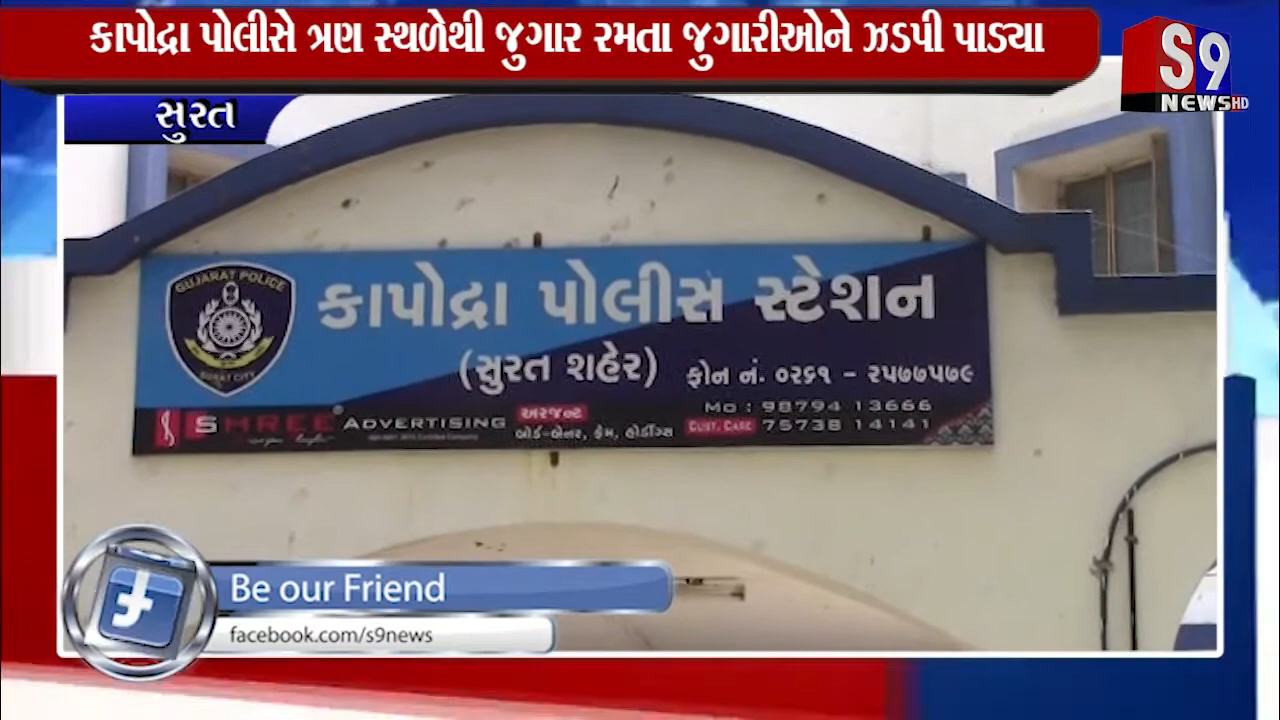 કાપોદ્રા પોલીસે ત્રણ સ્થળેથી જુગાર રમતા જુગારીઓને ઝડપી પાડ્યા
S9
NEWS HD
સુરત
GUJARAT POLICE
SURAT CITY
કાપોદ્રા પોલીસ સ્ટેશન
(સુરત શહેર)
ફોન નં. ૦૨૬૧ - ૨૫૭૭૫૭૯
SHREE ADVERTISING
અરજન્ટ
બોર્ડ-બેનર, ફ્રેમ, હોર્ડીંગ્સ
Mo : 98794 13666
Cust. Care 75738 14141
Be our Friend
facebook.com/s9news